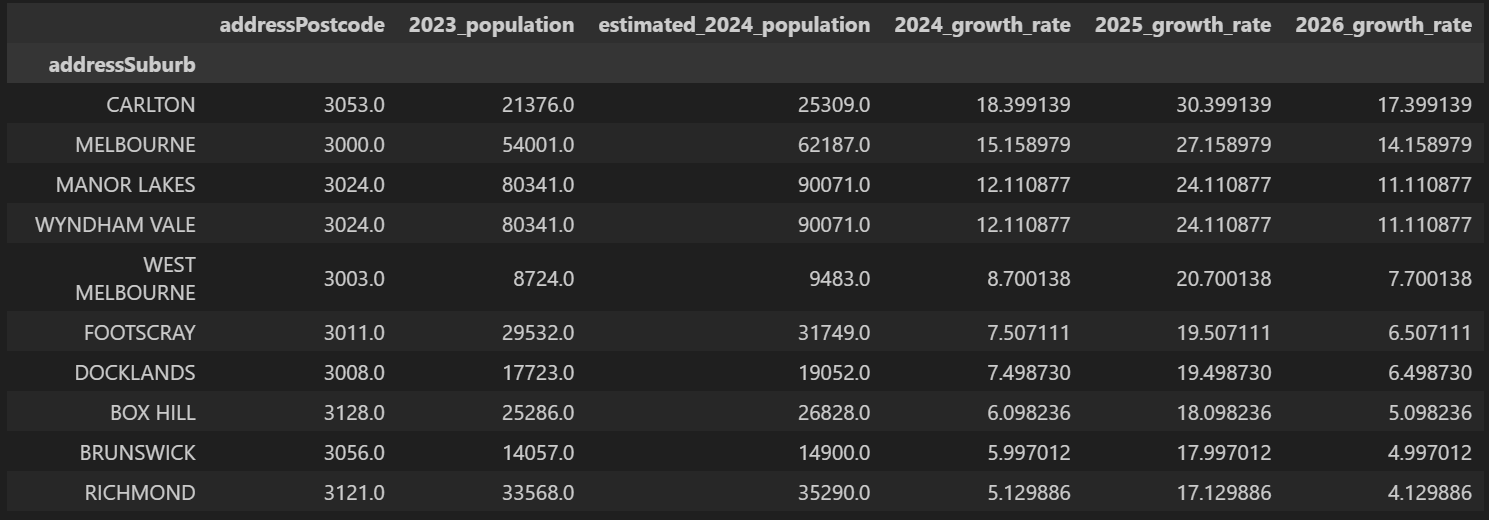 addressPostcode 2023_population estimated_2024_population 2024_growth_rate 2025_growth_rate 2026_growth_rate
addressSuburb
CARLTON 3053.0 21376.0 25309.0 18.399139 30.399139 17.399139
MELBOURNE 3000.0 54001.0 62187.0 15.158979 27.158979 14.158979
MANOR LAKES 3024.0 80341.0 90071.0 12.110877 24.110877 11.110877
WYNDHAM VALE 3024.0 80341.0 90071.0 12.110877 24.110877 11.110877
WEST
MELBOURNE 3003.0 8724.0 9483.0 8.700138 20.700138 7.700138
FOOTSCRAY 3011.0 29532.0 31749.0 7.507111 19.507111 6.507111
DOCKLANDS 3008.0 17723.0 19052.0 7.498730 19.498730 6.498730
BOX HILL 3128.0 25286.0 26828.0 6.098236 18.098236 5.098236
BRUNSWICK 3056.0 14057.0 14900.0 5.997012 17.997012 4.997012
RICHMOND 3121.0 33568.0 35290.0 5.129886 17.129886 4.129886